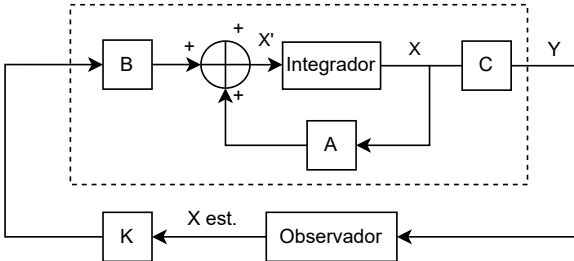 +
X'
X
Y
+
B
Integrador
C
+
A
X est.
K
Observador